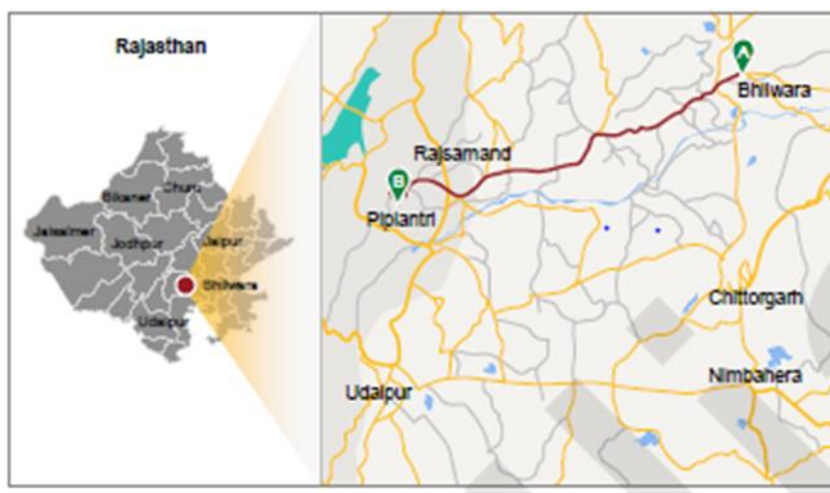 Rajasthan
Bikaner
Churu
Jaisalmer
Jodhpur
Jaipur
Bhilwara
Udaipur
A
Bhilwara
Rajsamand
B
Piplantri
Chittorgarh
Nimbahera
Udaipur